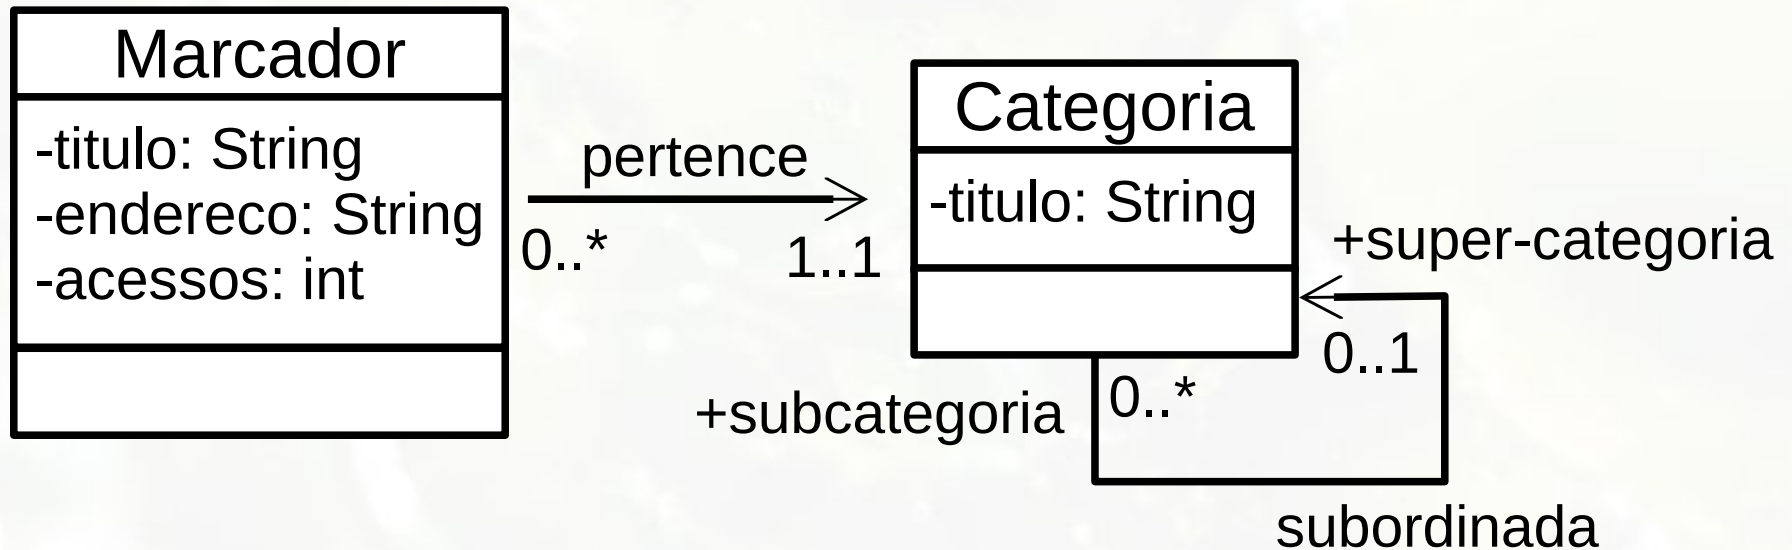 Marcador
-titulo: String
-endereco: String
-acessos: int
pertence
0..*
1..1
Categoria
-titulo: String
+super-categoria
0..1
+subcategoria
0..*
subordinada